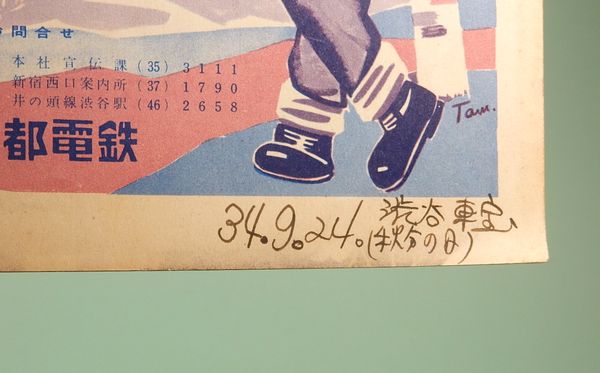 問合せ
本社宣伝課 (35) 3111
新宿西口案内所 (37) 1790
井の頭線渋谷駅 (46) 2658
都電鉄
Tam.
34.9.24. 渋谷
(秋分の日)